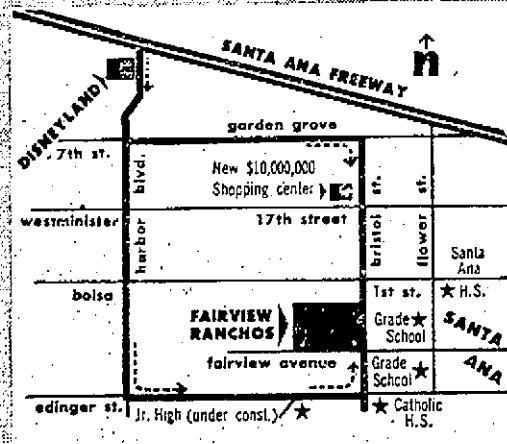 SANTA ANA FREEWAY
n
DISNEYLAND
garden grove
7th st.
harbor blvd.
New $10,000,000
Shopping center
bristol st.
flower st.
westminister
17th street
Santa
Ana
H.S.
bolsa
1st st.
FAIRVIEW
RANCHOS
Grade
School
SANTA
ANA
fairview avenue
Grade
School
edinger st.
Jr. High (under const.)
Catholic
H.S.